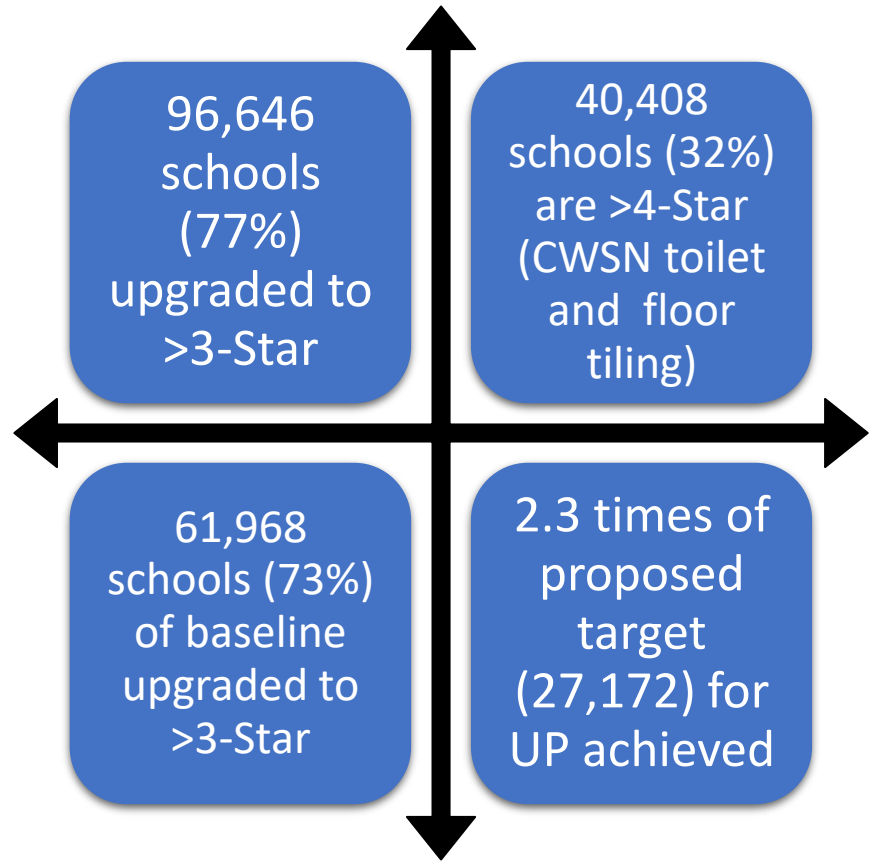 96,646
schools
(77%)
upgraded to
>3-Star
40,408
schools (32%)
are >4-Star
(CWSN toilet
and  floor
tiling)
61,968
schools (73%)
of baseline
upgraded to
>3-Star
2.3 times of
proposed
target
(27,172) for
UP achieved